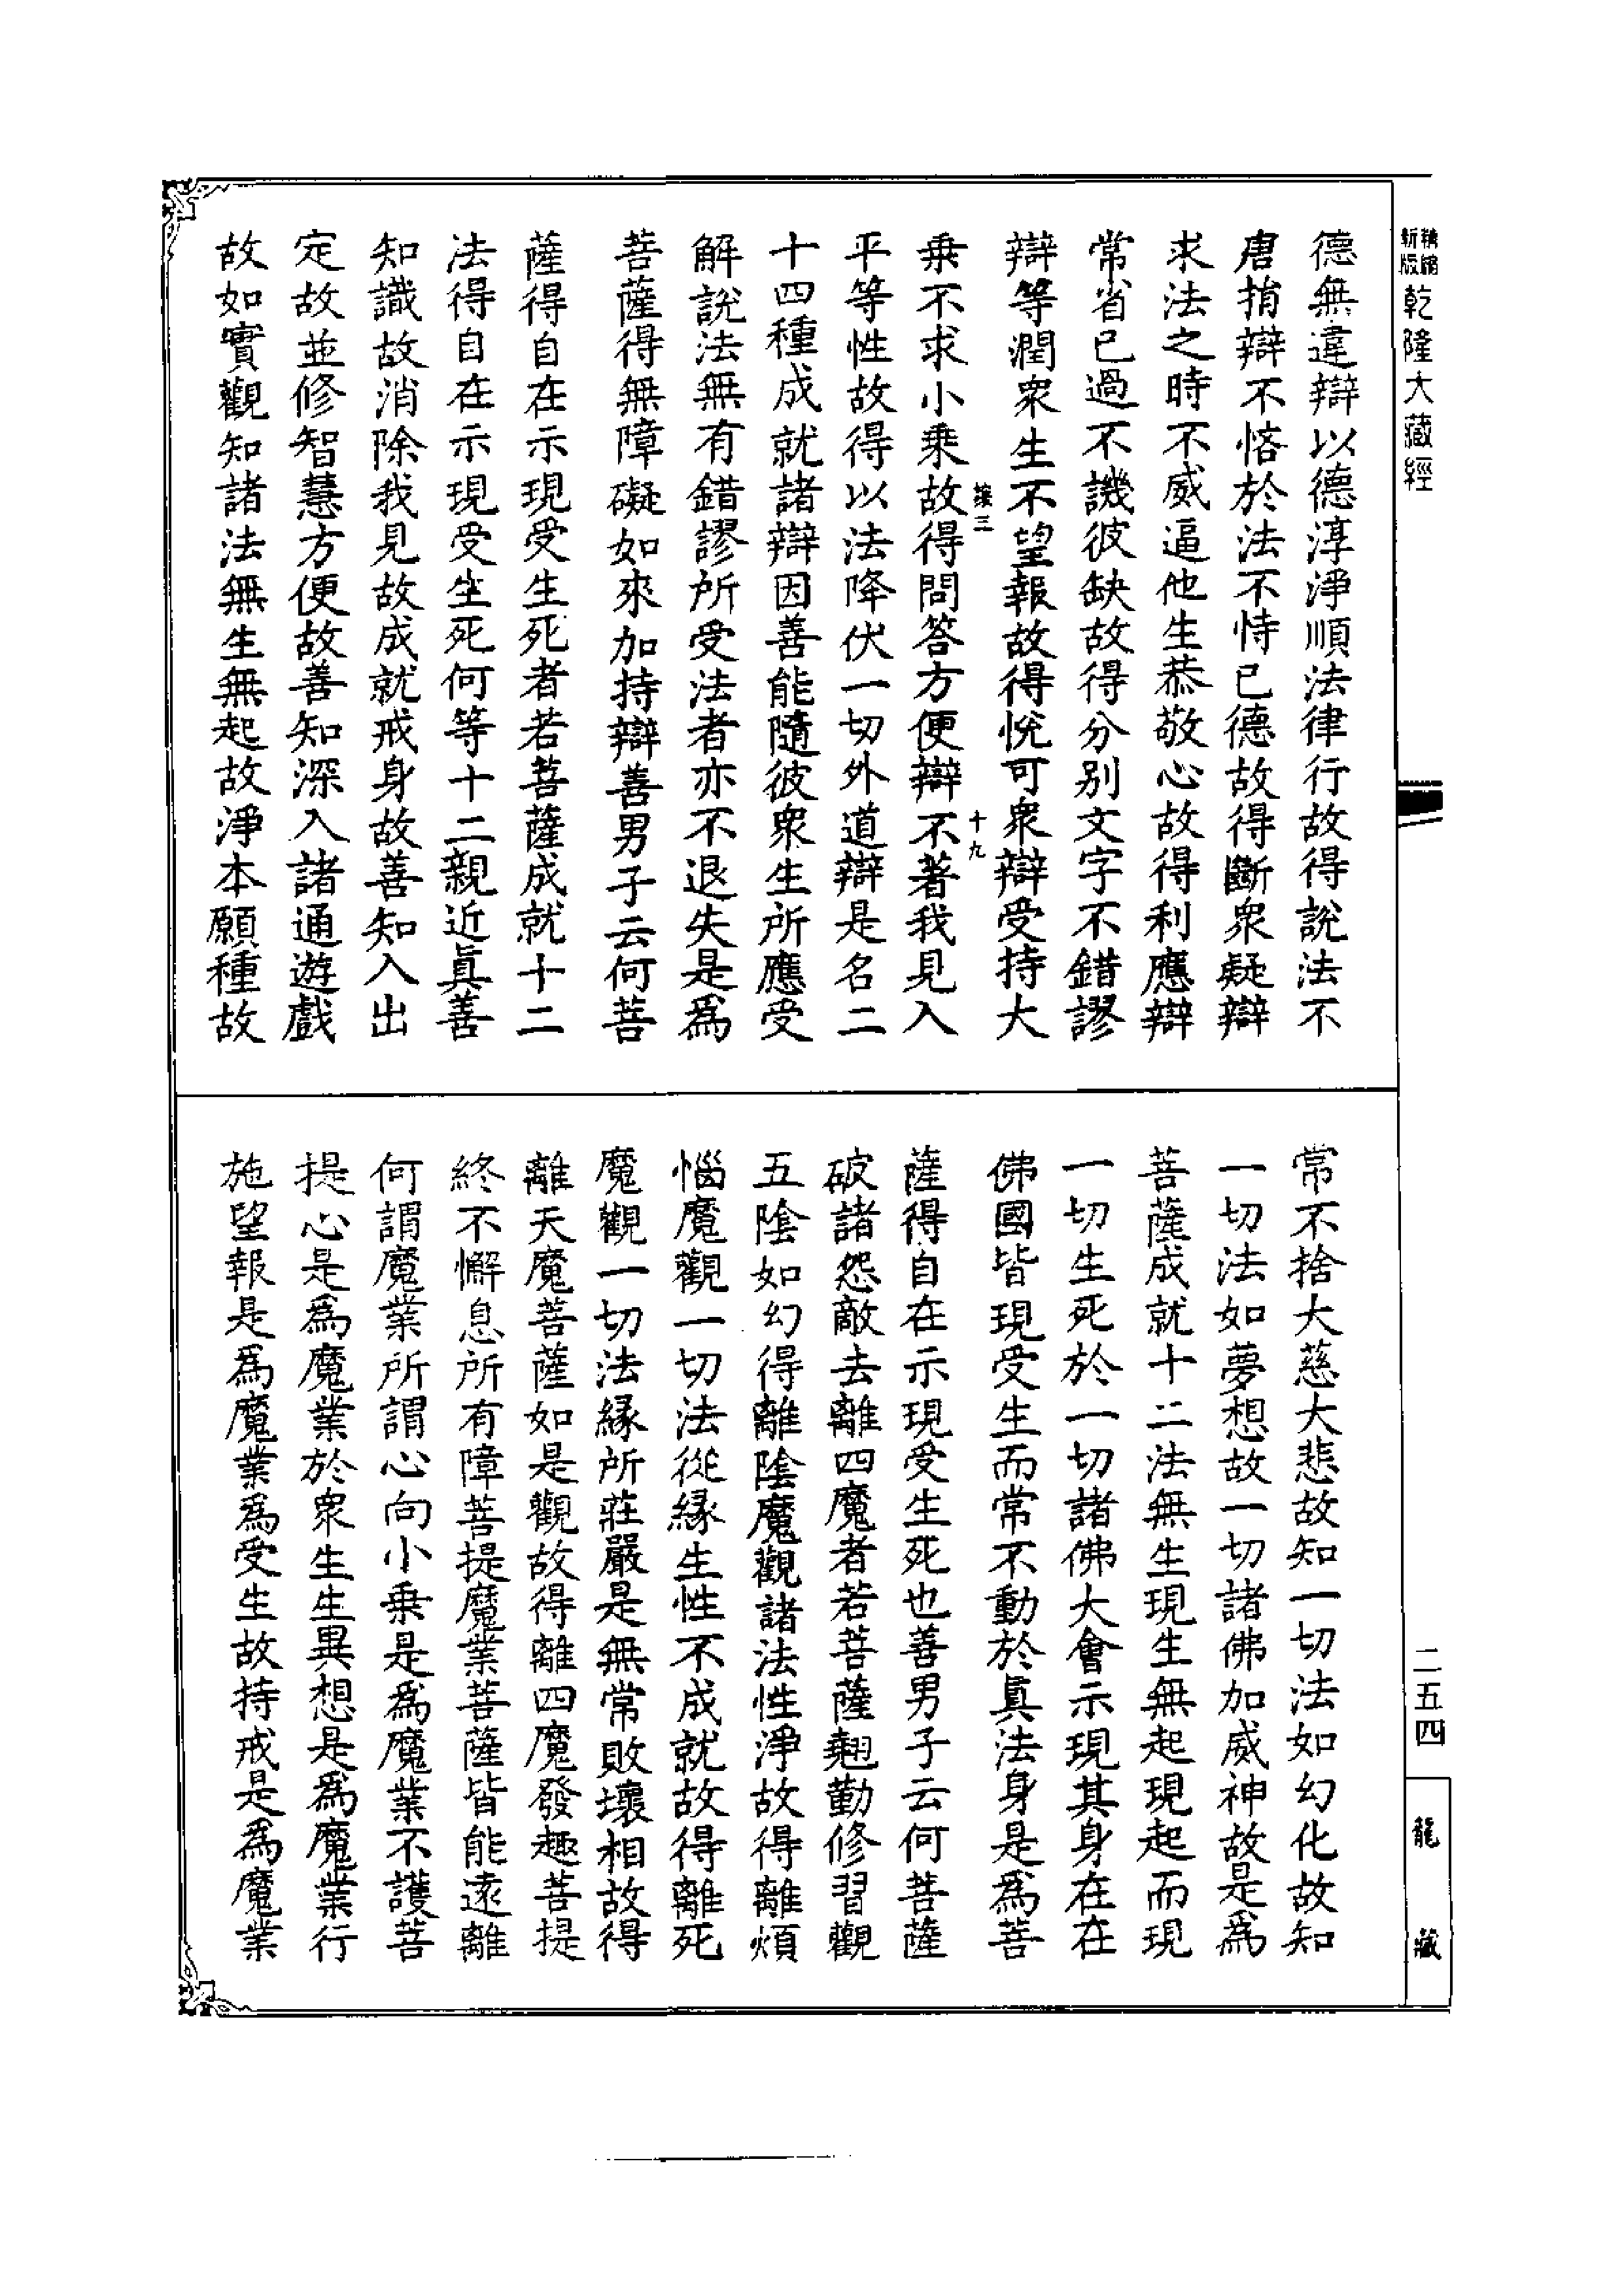 精縮新版乾隆大藏經
德無違辯以德淳淨順法律行故得說法不
唐捐辯不悋於法不恃已德故得斷衆疑辯
求法之時不威逼他生恭敬心故得利應辯
常省已過不譏彼缺故得分别文字不錯謬
辯等潤衆生不望報故得悅可衆辯受持大
三 十九
乗不求小乗故得問答方便辯不著我見入
平等性故得以法降伏一切外道辯是名二
十四種成就諸辯因善能隨彼衆生所應受
解說法無有錯謬所受法者亦不退失是爲
菩薩得無障礙如來加持辯善男子云何菩
薩得自在示現受生死者若菩薩成就十二
法得自在示現受生死何等十二親近眞善
知識故消除我見故成就戒身故善知入出
定故並修智慧方便故善知深入諸通遊戲
故如實觀知諸法無生無起故淨本願種故
常不捨大慈大悲故知一切法如幻化故知
一切法如夢想故一切諸佛加威神故是爲
菩薩成就十二法無生現生無起現起而現
一切生死於一切諸佛大會示現其身在在
佛國皆現受生而常不動於眞法身是爲菩
薩得自在示現受生死也善男子云何菩薩
破諸怨敵去離四魔者若菩薩翹勤修習觀
五陰如幻得離陰魔觀諸法性淨故得離煩
惱魔觀一切法從緣生性不成就故得離死
魔觀一切法緣所莊嚴是無常敗壞相故得
離天魔菩薩如是觀故得離四魔發趣菩提
終不懈息所有障菩提魔業菩薩皆能遠離
何謂魔業所謂心向小乗是爲魔業不護菩
提心是爲魔業於衆生生異想是爲魔業行
施望報是爲魔業爲受生故持戒是爲魔業
二五四
龍藏